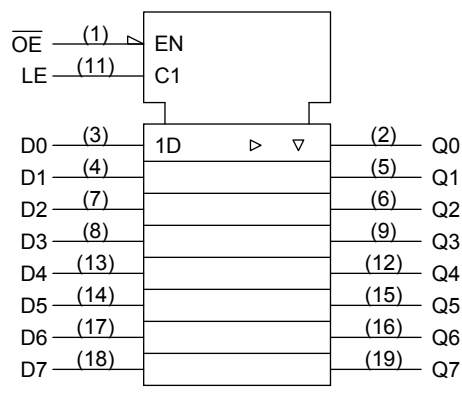 OE (1) EN
LE (11) C1
D0 (3) 1D (2) Q0
D1 (4) (5) Q1
D2 (7) (6) Q2
D3 (8) (9) Q3
D4 (13) (12) Q4
D5 (14) (15) Q5
D6 (17) (16) Q6
D7 (18) (19) Q7